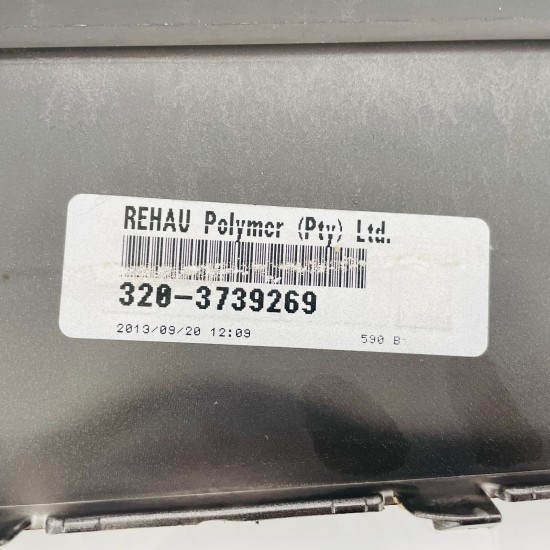 REHAU Polymer (Pty) Ltd.
320-3739269
2013/09/20 12:09 590 B